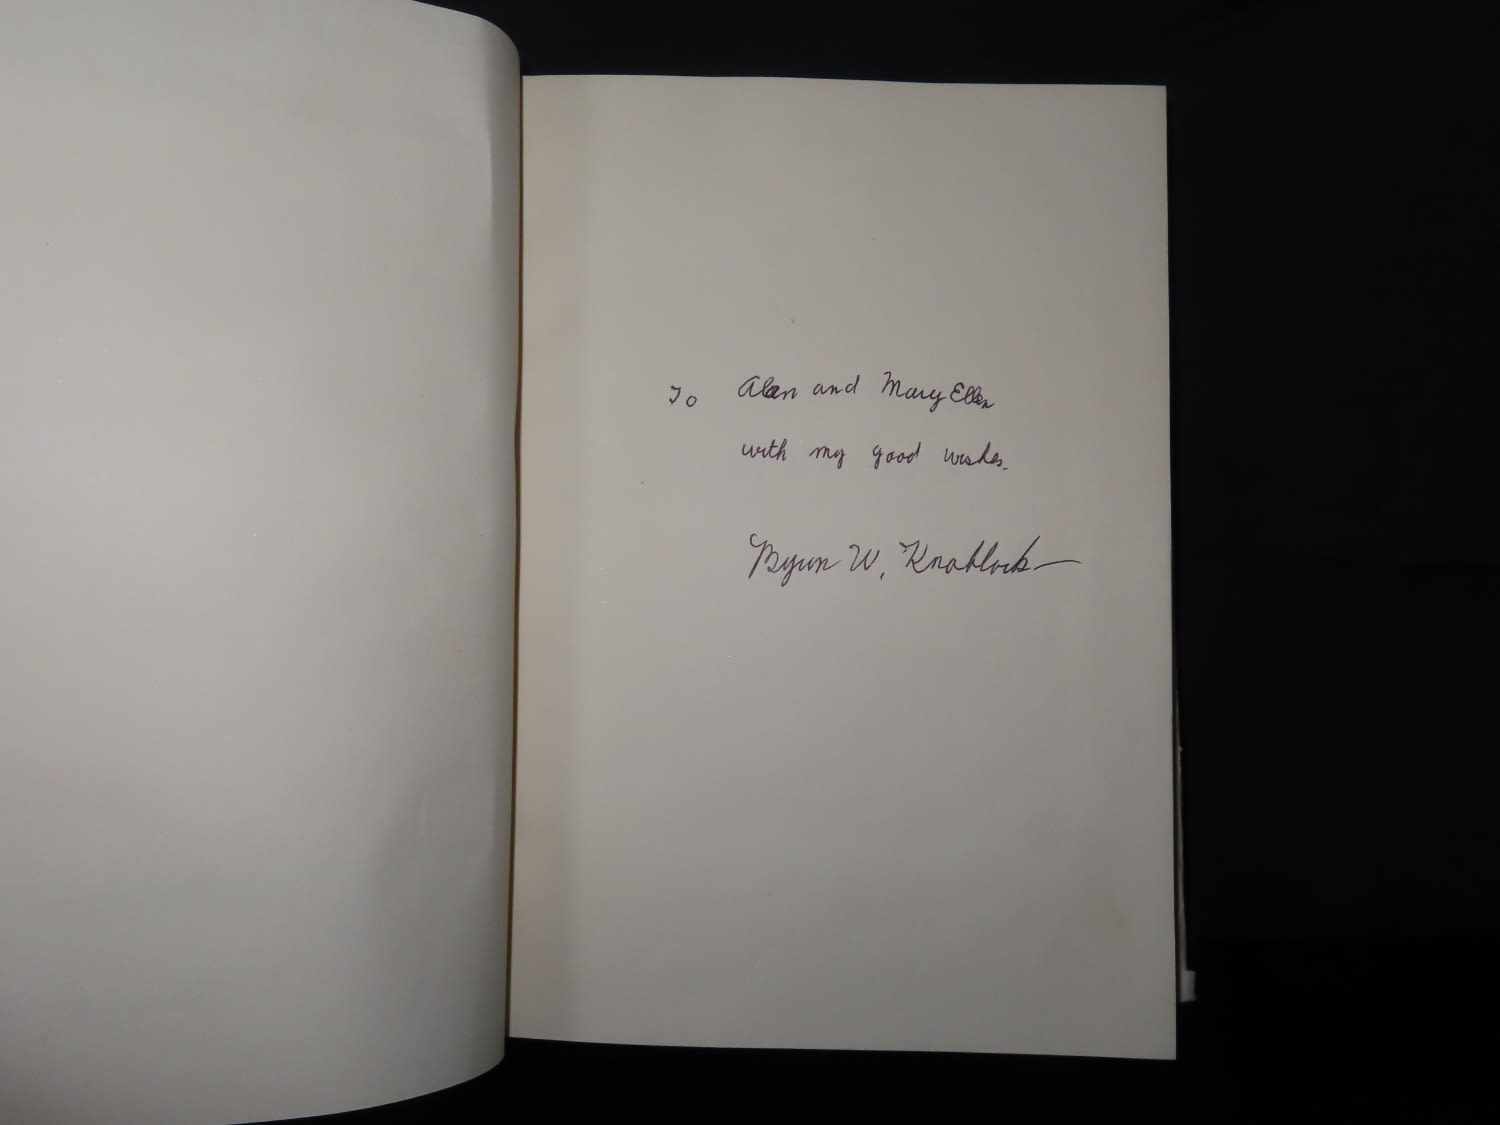 To Alan and Mary Ellen
with my good wishes.
Byron W. Knoblock